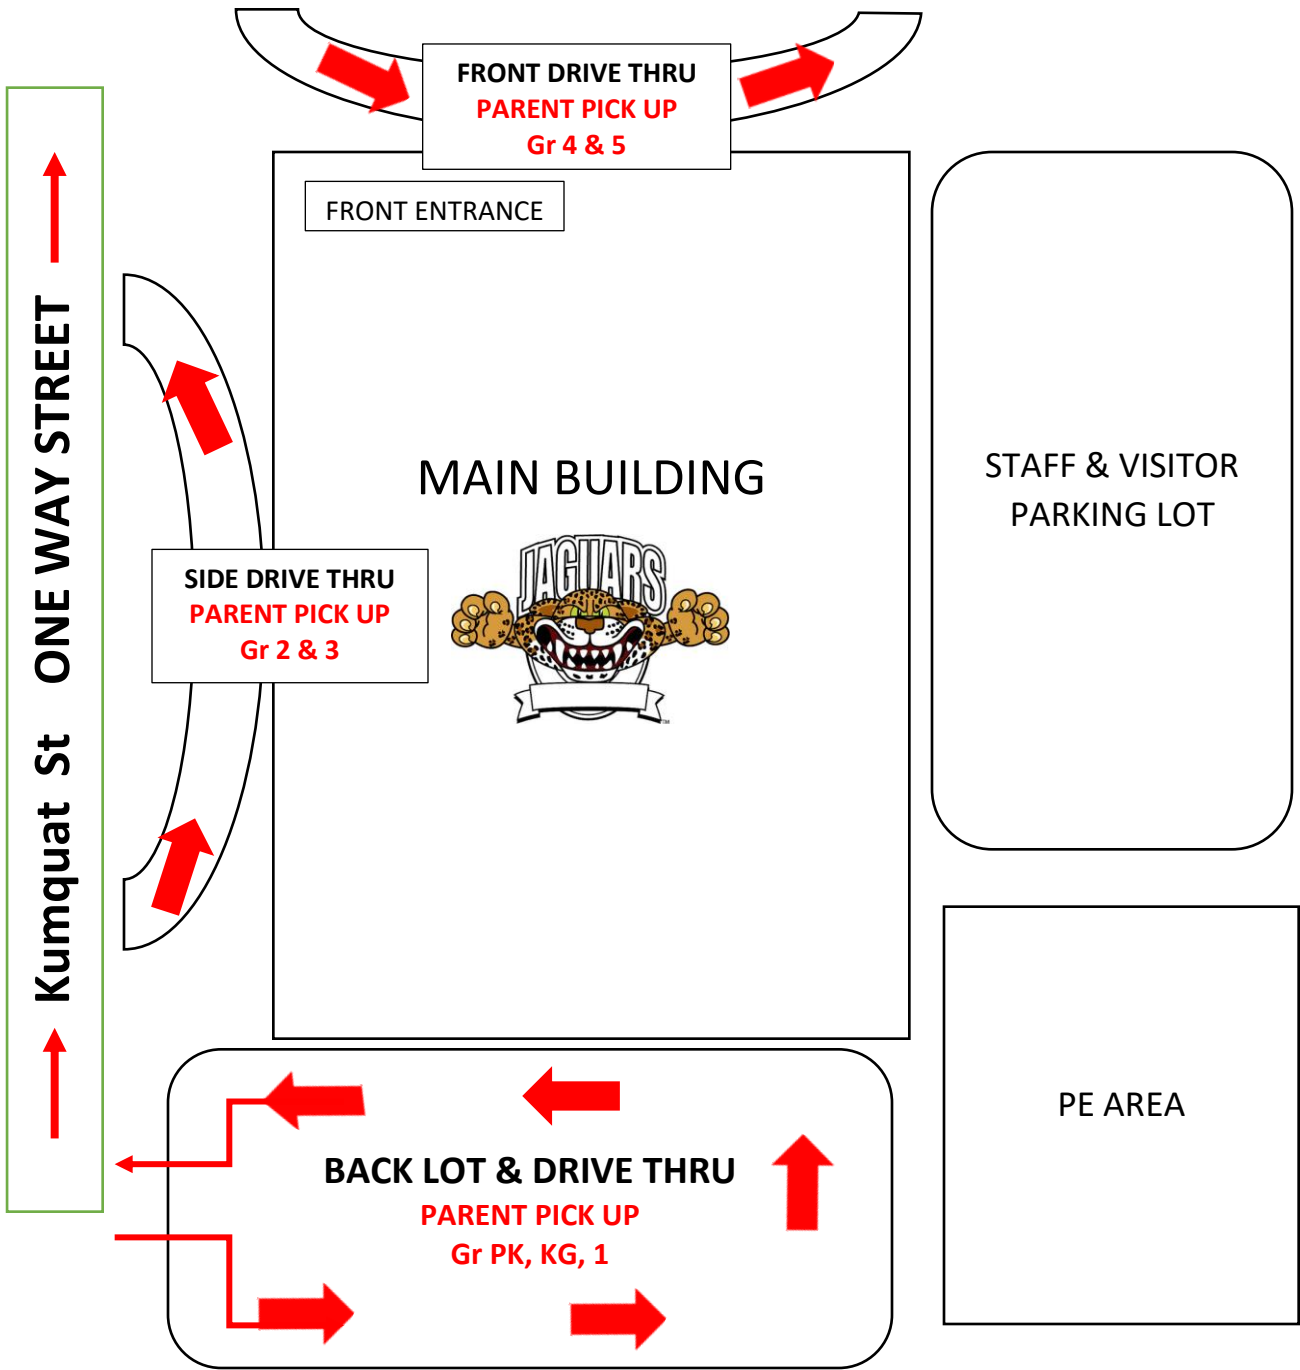 FRONT DRIVE THRU
PARENT PICK UP
Gr 4 & 5
FRONT ENTRANCE
Kumquat St ONE WAY STREET
MAIN BUILDING
JAGUARS
TM
STAFF & VISITOR
PARKING LOT
SIDE DRIVE THRU
PARENT PICK UP
Gr 2 & 3
BACK LOT & DRIVE THRU
PARENT PICK UP
Gr PK, KG, 1
PE AREA